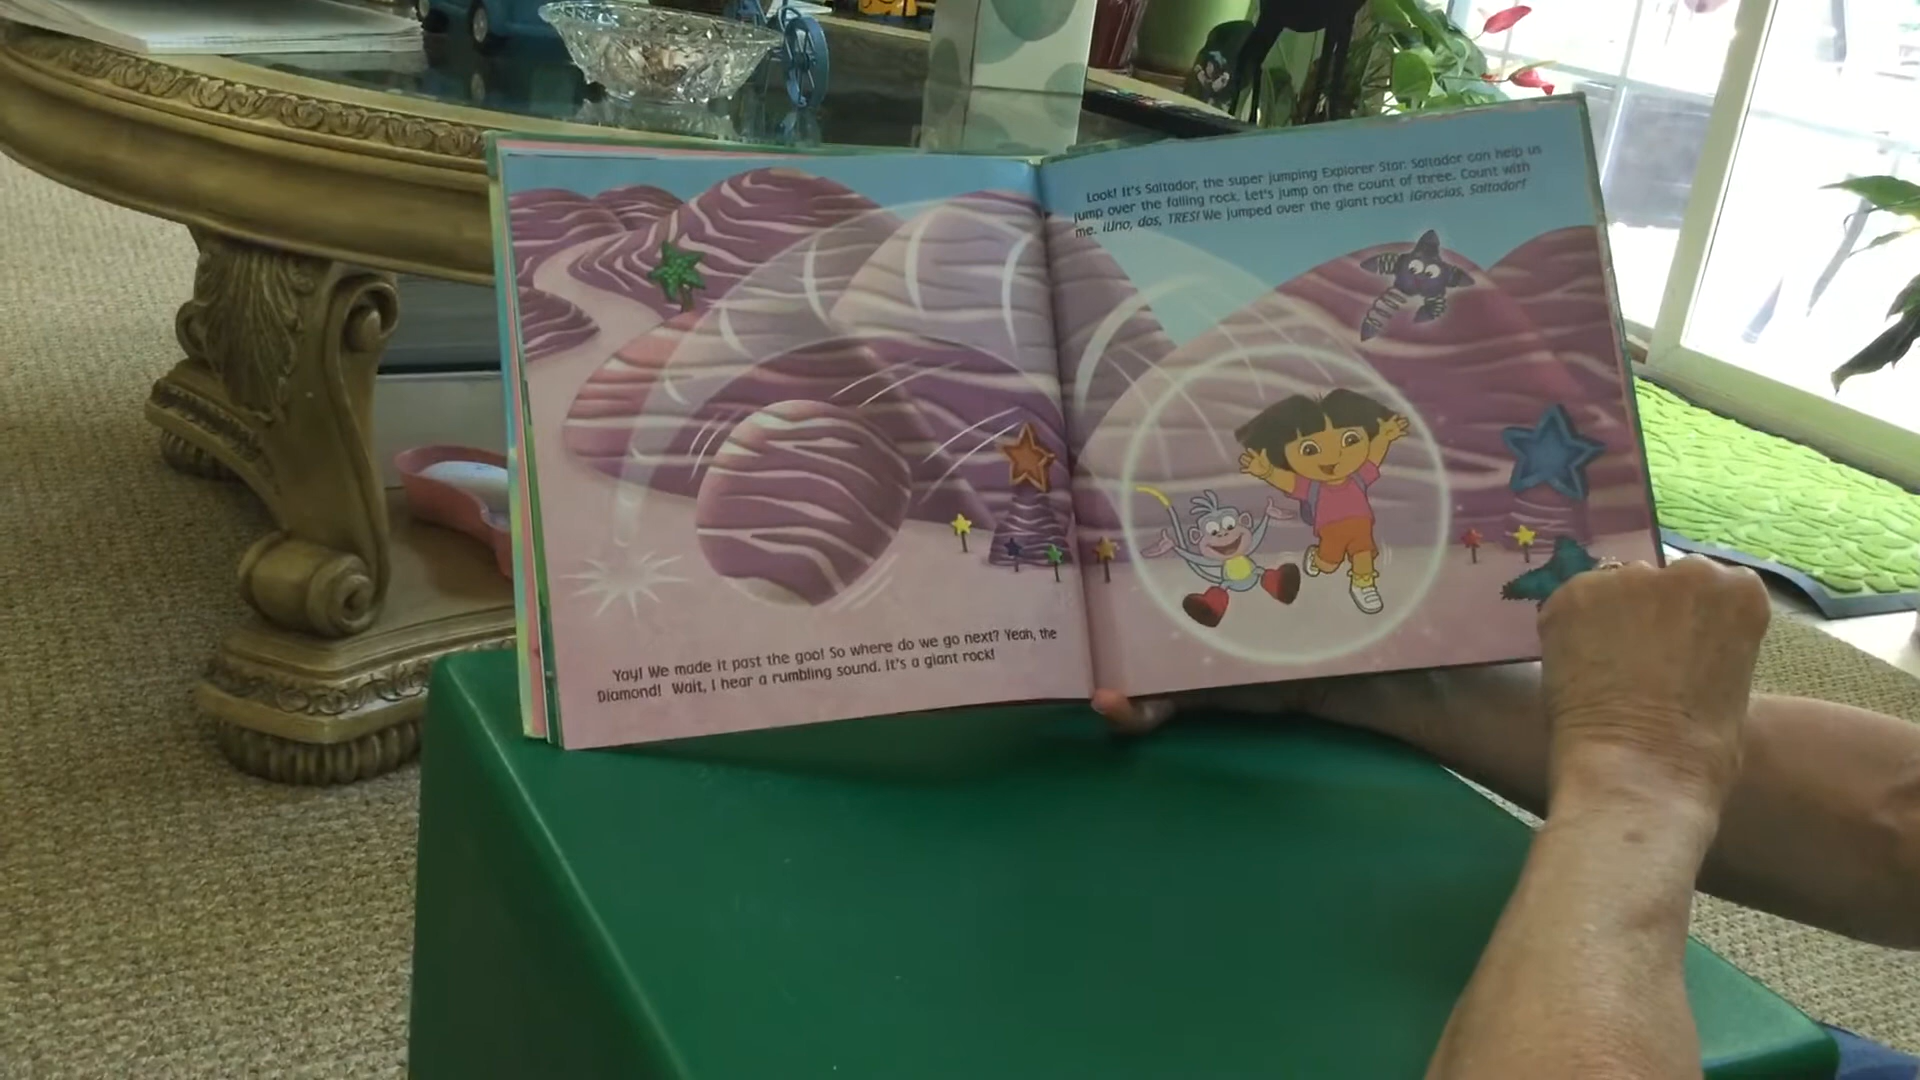 Yay! We made it past the goo! So where do we go next? Yeah, the
Diamond! Wait, I hear a rumbling sound. It's a giant rock!
Look! It's Saltador, the super jumping Explorer Star. Saltador can help us
jump over the falling rock. Let's jump on the count of three. Count with
me. ¡Uno, dos, TRES! We jumped over the giant rock! ¡Gracias, Saltador!